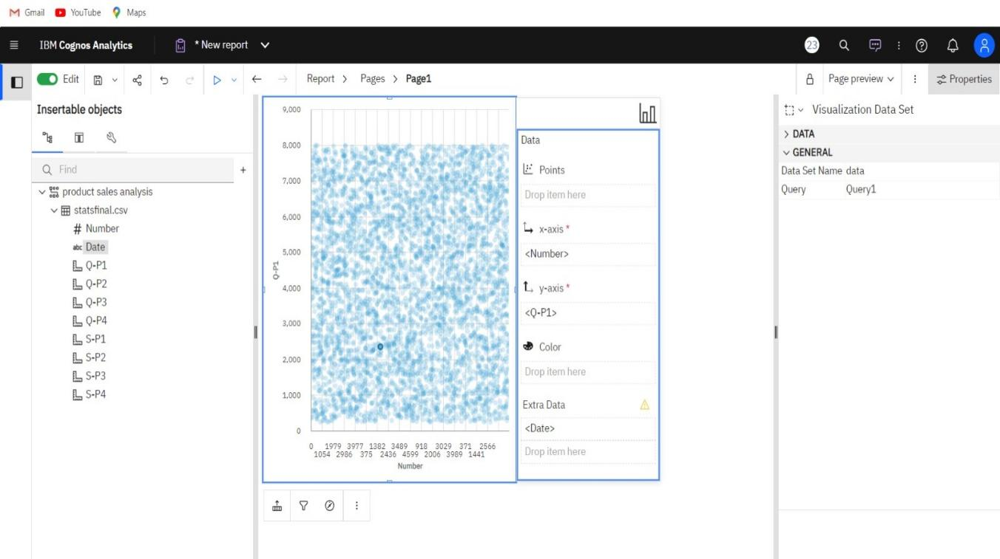 Gmail YouTube Maps
IBM Cognos Analytics * New report 23
Edit Report > Pages > Page1 Page preview Properties
Insertable objects
Find +
product sales analysis
statsfinal.csv
# Number
abc Date
Q-P1
Q-P2
Q-P3
Q-P4
S-P1
S-P2
S-P3
S-P4
9,000
8,000
7,000
6,000
5,000
4,000
3,000
2,000
1,000
0
Q-P1
0 1979 3977 1382 3489 918 3029 371 2566
1054 2986 375 2436 4599 2006 3989 1441
Number
Data
Points
Drop item here
x-axis *
<Number>
y-axis *
<Q-P1>
Color
Drop item here
Extra Data
<Date>
Drop item here
Visualization Data Set
DATA
GENERAL
Data Set Name data
Query Query1